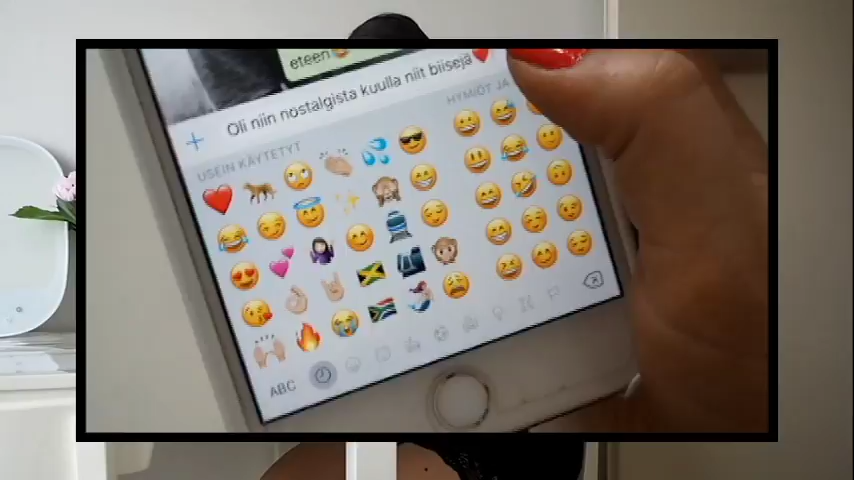 eteen😂
Oli niin nostalgista kuulla niit biisejä❤️
USEIN KÄYTETYT
HYMIÖT JA
ABC